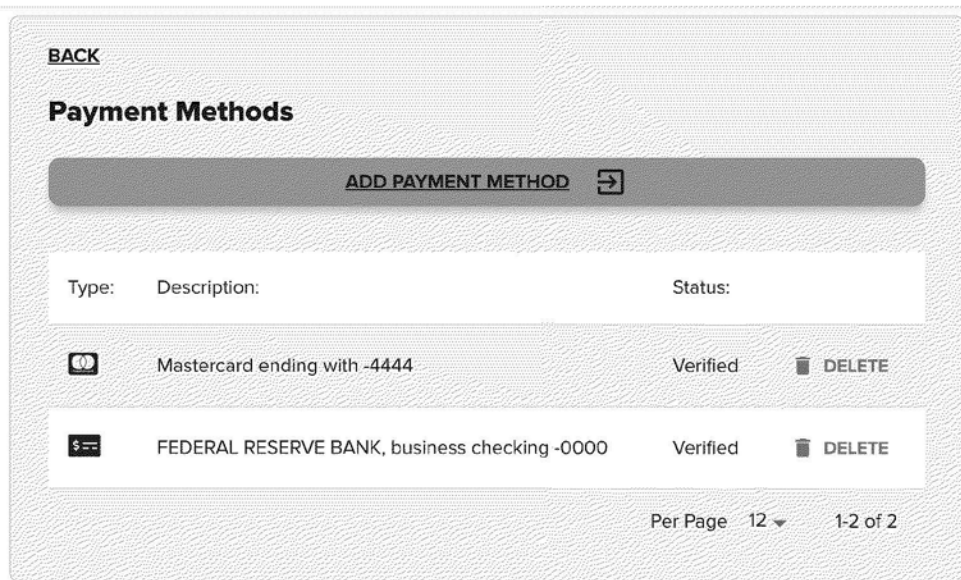 BACK
Payment Methods
ADD PAYMENT METHOD
Type: Description: Status:
Mastercard ending with -4444 Verified DELETE
FEDERAL RESERVE BANK, business checking -0000 Verified DELETE
Per Page 12 1-2 of 2